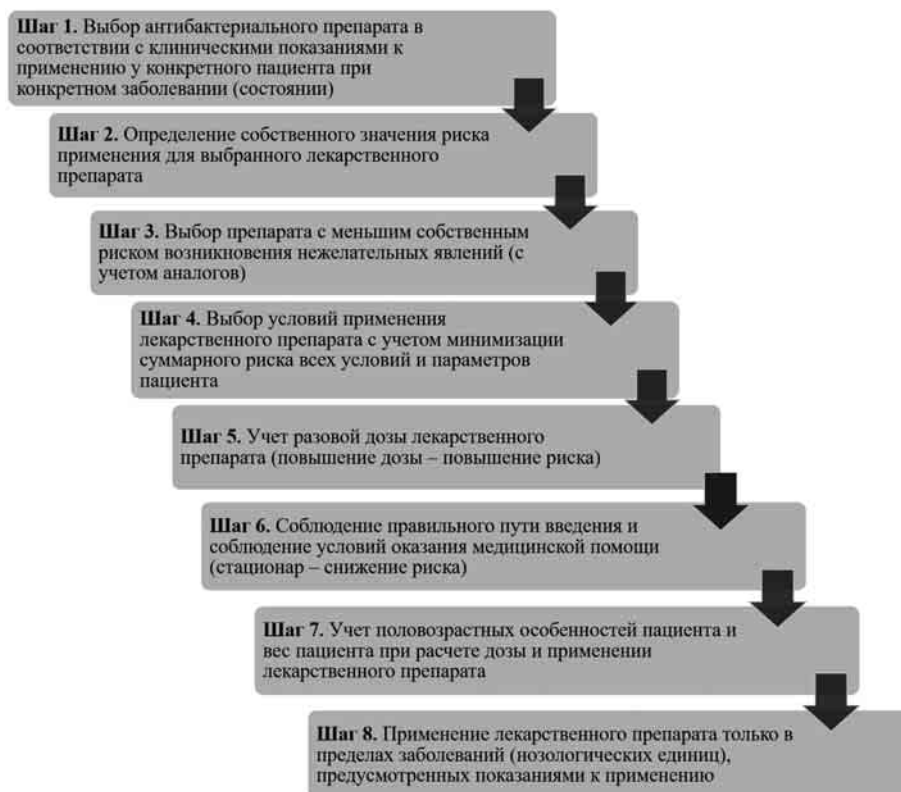 Шаг 1. Выбор антибактериального препарата в
соответствии с клиническими показаниями к
применению у конкретного пациента при
конкретном заболевании (состоянии)
Шаг 2. Определение собственного значения риска
применения для выбранного лекарственного
препарата
Шаг 3. Выбор препарата с меньшим собственным
риском возникновения нежелательных явлений (с
учетом аналогов)
Шаг 4. Выбор условий применения
лекарственного препарата с учетом минимизации
суммарного риска всех условий и параметров
пациента
Шаг 5. Учет разовой дозы лекарственного
препарата (повышение дозы – повышение риска)
Шаг 6. Соблюдение правильного пути введения и
соблюдение условий оказания медицинской помощи
(стационар – снижение риска)
Шаг 7. Учет половозрастных особенностей пациента и
вес пациента при расчете дозы и применении
лекарственного препарата
Шаг 8. Применение лекарственного препарата только в
пределах заболеваний (нозологических единиц),
предусмотренных показаниями к применению